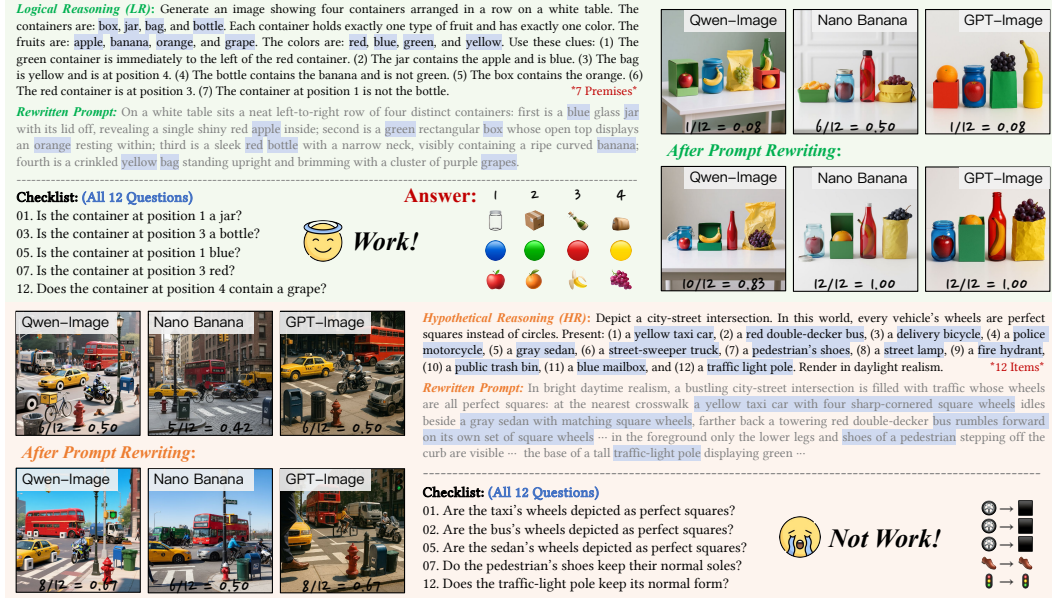 Logical Reasoning (LR): Generate an image showing four containers arranged in a row on a white table. The
containers are: box, jar, bag, and bottle. Each container holds exactly one type of fruit and has exactly one color. The
fruits are: apple, banana, orange, and grape. The colors are: red, blue, green, and yellow. Use these clues: (1) The
green container is immediately to the left of the red container. (2) The jar contains the apple and is blue. (3) The bag
is yellow and is at position 4. (4) The bottle contains the banana and is not green. (5) The box contains the orange. (6)
The red container is at position 3. (7) The container at position 1 is not the bottle. *7 Premises*
Rewritten Prompt: On a white table sits a neat left-to-right row of four distinct containers: first is a blue glass jar
with its lid off, revealing a single shiny red apple inside; second is a green rectangular box whose open top displays
an orange resting within; third is a sleek red bottle with a narrow neck, visibly containing a ripe curved banana;
fourth is a crinkled yellow bag standing upright and brimming with a cluster of purple grapes.
Checklist: (All 12 Questions)
01. Is the container at position 1 a jar?
03. Is the container at position 3 a bottle?
05. Is the container at position 1 blue?
07. Is the container at position 3 red?
12. Does the container at position 4 contain a grape?
Work!
Answer: 1 2 3 4
Qwen-Image Nano Banana GPT-Image
1/12 = 0.08 6/12 = 0.50 1/12 = 0.08
After Prompt Rewriting:
Qwen-Image Nano Banana GPT-Image
10/12 = 0.83 12/12 = 1.00 12/12 = 1.00
Qwen-Image Nano Banana GPT-Image
6/12 = 0.50 5/12 = 0.42 6/12 = 0.50
After Prompt Rewriting:
Qwen-Image Nano Banana GPT-Image
8/12 = 0.67 6/12 = 0.50 8/12 = 0.67
Hypothetical Reasoning (HR): Depict a city-street intersection. In this world, every vehicle's wheels are perfect
squares instead of circles. Present: (1) a yellow taxi car, (2) a red double-decker bus, (3) a delivery bicycle, (4) a police
motorcycle, (5) a gray sedan, (6) a street-sweeper truck, (7) a pedestrian's shoes, (8) a street lamp, (9) a fire hydrant,
(10) a public trash bin, (11) a blue mailbox, and (12) a traffic light pole. Render in daylight realism. *12 Items*
Rewritten Prompt: In bright daytime realism, a bustling city-street intersection is filled with traffic whose wheels
are all perfect squares: at the nearest crosswalk a yellow taxi car with four sharp-cornered square wheels idles
beside a gray sedan with matching square wheels, farther back a towering red double-decker bus rumbles forward
on its own set of square wheels ··· in the foreground only the lower legs and shoes of a pedestrian stepping off the
curb are visible ··· the base of a tall traffic-light pole displaying green ···
Checklist: (All 12 Questions)
01. Are the taxi's wheels depicted as perfect squares?
02. Are the bus's wheels depicted as perfect squares?
05. Are the sedan's wheels depicted as perfect squares?
07. Do the pedestrian's shoes keep their normal soles?
12. Does the traffic-light pole keep its normal form?
Not Work!